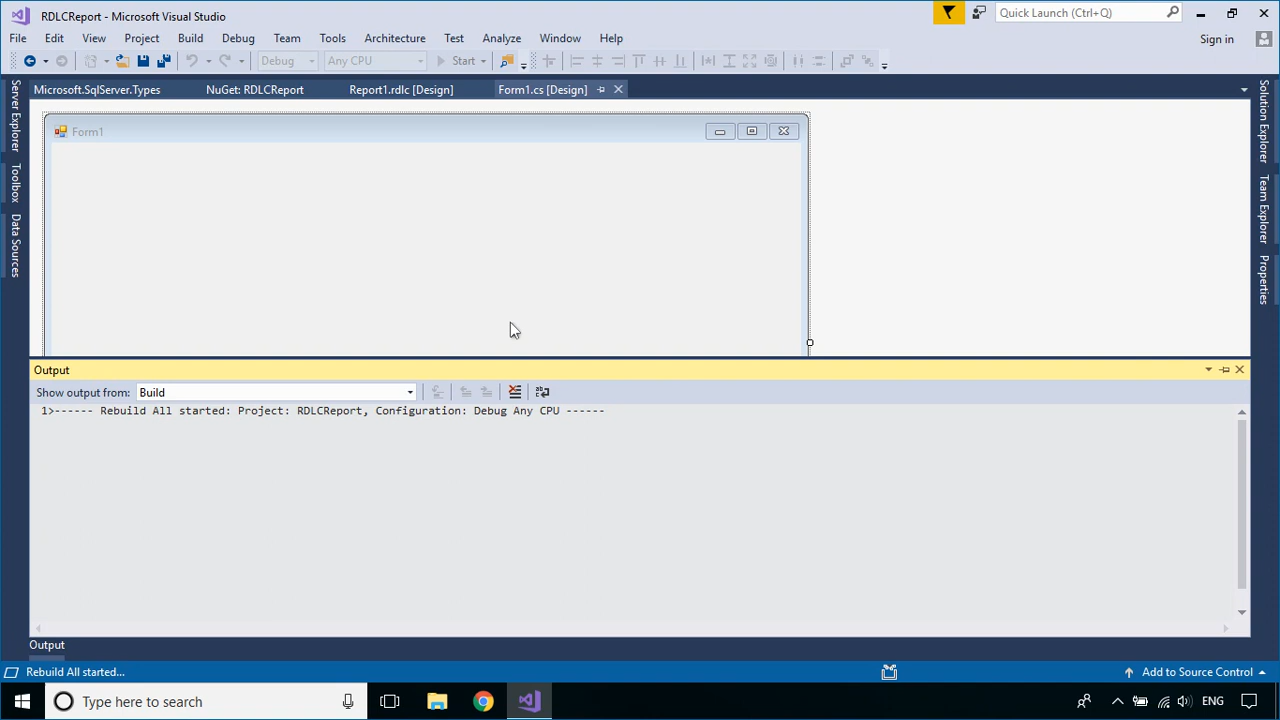 RDLCReport - Microsoft Visual Studio
Quick Launch (Ctrl+Q)
File Edit View Project Build Debug Team Tools Architecture Test Analyze Window Help
Sign in
Debug Any CPU Start
Microsoft.SqlServer.Types NuGet: RDLCReport Report1.rdlc [Design] Form1.cs [Design]
Server Explorer
Toolbox
Data Sources
Form1
Solution Explorer
Team Explorer
Properties
Output
Show output from: Build
1>------ Rebuild All started: Project: RDLCReport, Configuration: Debug Any CPU ------
Output
Rebuild All started...
Add to Source Control
Type here to search
ENG